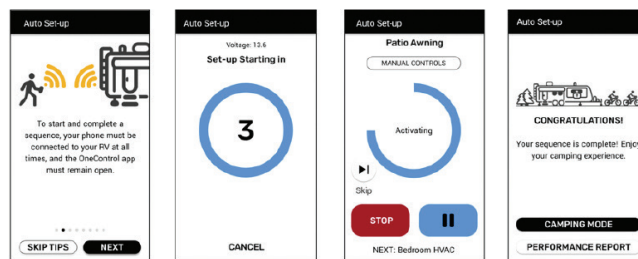 Auto Set-up
To start and complete a
sequence, your phone must be
connected to your RV at all
times, and the OneControl app
must remain open.
SKIP TIPS
NEXT
Auto Set-up
Voltage: 13.6
Set-up Starting in
3
CANCEL
Auto Set-up
Patio Awning
MANUAL CONTROLS
Activating
Skip
STOP
NEXT: Bedroom HVAC
Auto Set-up
CONGRATULATIONS!
Your sequence is complete! Enjoy
your camping experience.
CAMPING MODE
PERFORMANCE REPORT